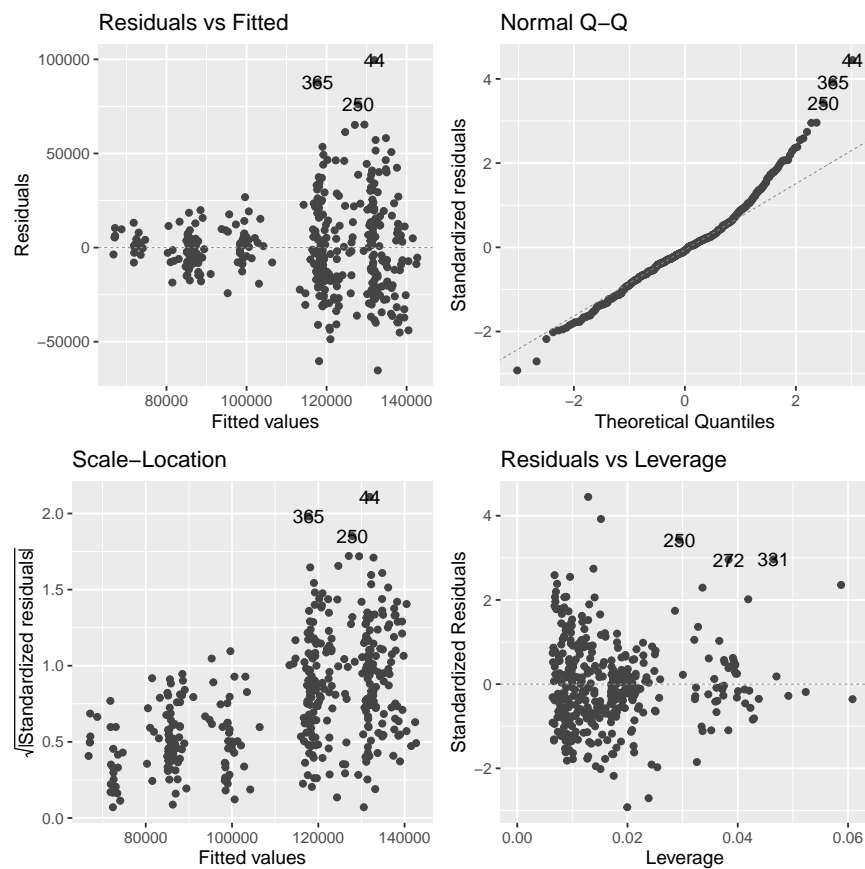 Residuals vs Fitted
100000
50000
0
−50000
Residuals
44
365
250
80000 100000 120000 140000
Fitted values
Normal Q−Q
4
2
0
−2
Standardized residuals
44
365
250
−2 0 2
Theoretical Quantiles
Scale−Location
2.0
1.5
1.0
0.5
0.0
√|Standardized residuals|
44
365
250
80000 100000 120000 140000
Fitted values
Residuals vs Leverage
4
2
0
−2
Standardized Residuals
250
272
331
0.00 0.02 0.04 0.06
Leverage